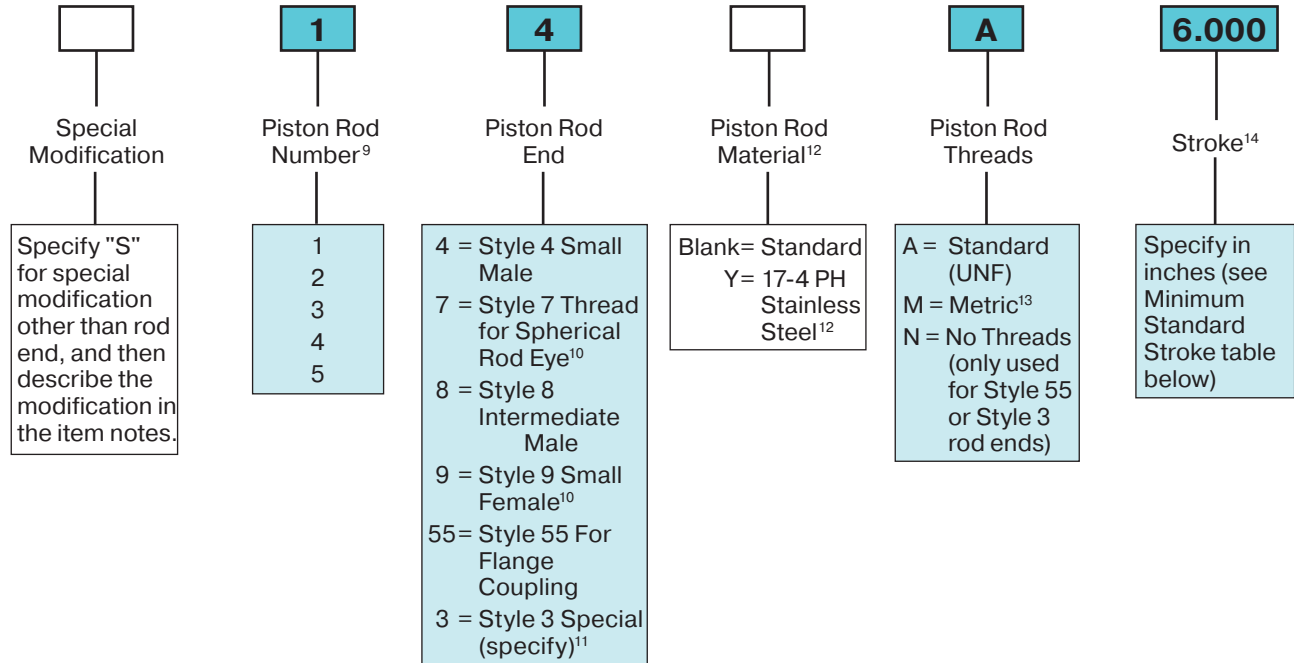 1
4
A
6.000
Special
Modification
Piston Rod
Number⁹
Piston Rod
End
Piston Rod
Material¹²
Piston Rod
Threads
Stroke¹⁴
Specify "S"
for special
modification
other than rod
end, and then
describe the
modification in
the item notes.
1
2
3
4
5
4 = Style 4 Small
Male
7 = Style 7 Thread
for Spherical
Rod Eye¹⁰
8 = Style 8
Intermediate
Male
9 = Style 9 Small
Female¹⁰
55= Style 55 For
Flange
Coupling
3 = Style 3 Special
(specify)¹¹
Blank= Standard
Y= 17-4 PH
Stainless
Steel¹²
A = Standard
(UNF)
M = Metric¹³
N = No Threads
(only used
for Style 55
or Style 3
rod ends)
Specify in
inches (see
Minimum
Standard
Stroke table
below)